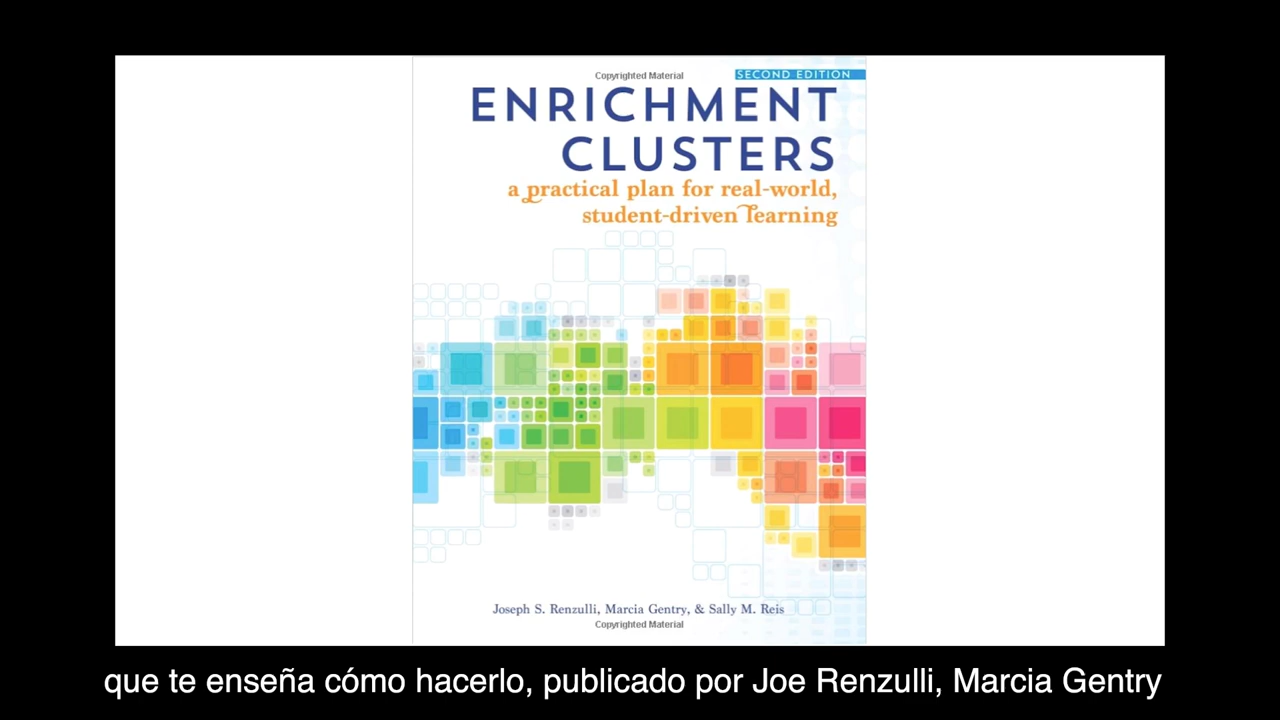 Copyrighted Material
SECOND EDITION
ENRICHMENT
CLUSTERS
a practical plan for real-world,
student-driven learning
Joseph S. Renzulli, Marcia Gentry, & Sally M. Reis
Copyrighted Material
que te enseña cómo hacerlo, publicado por Joe Renzulli, Marcia Gentry